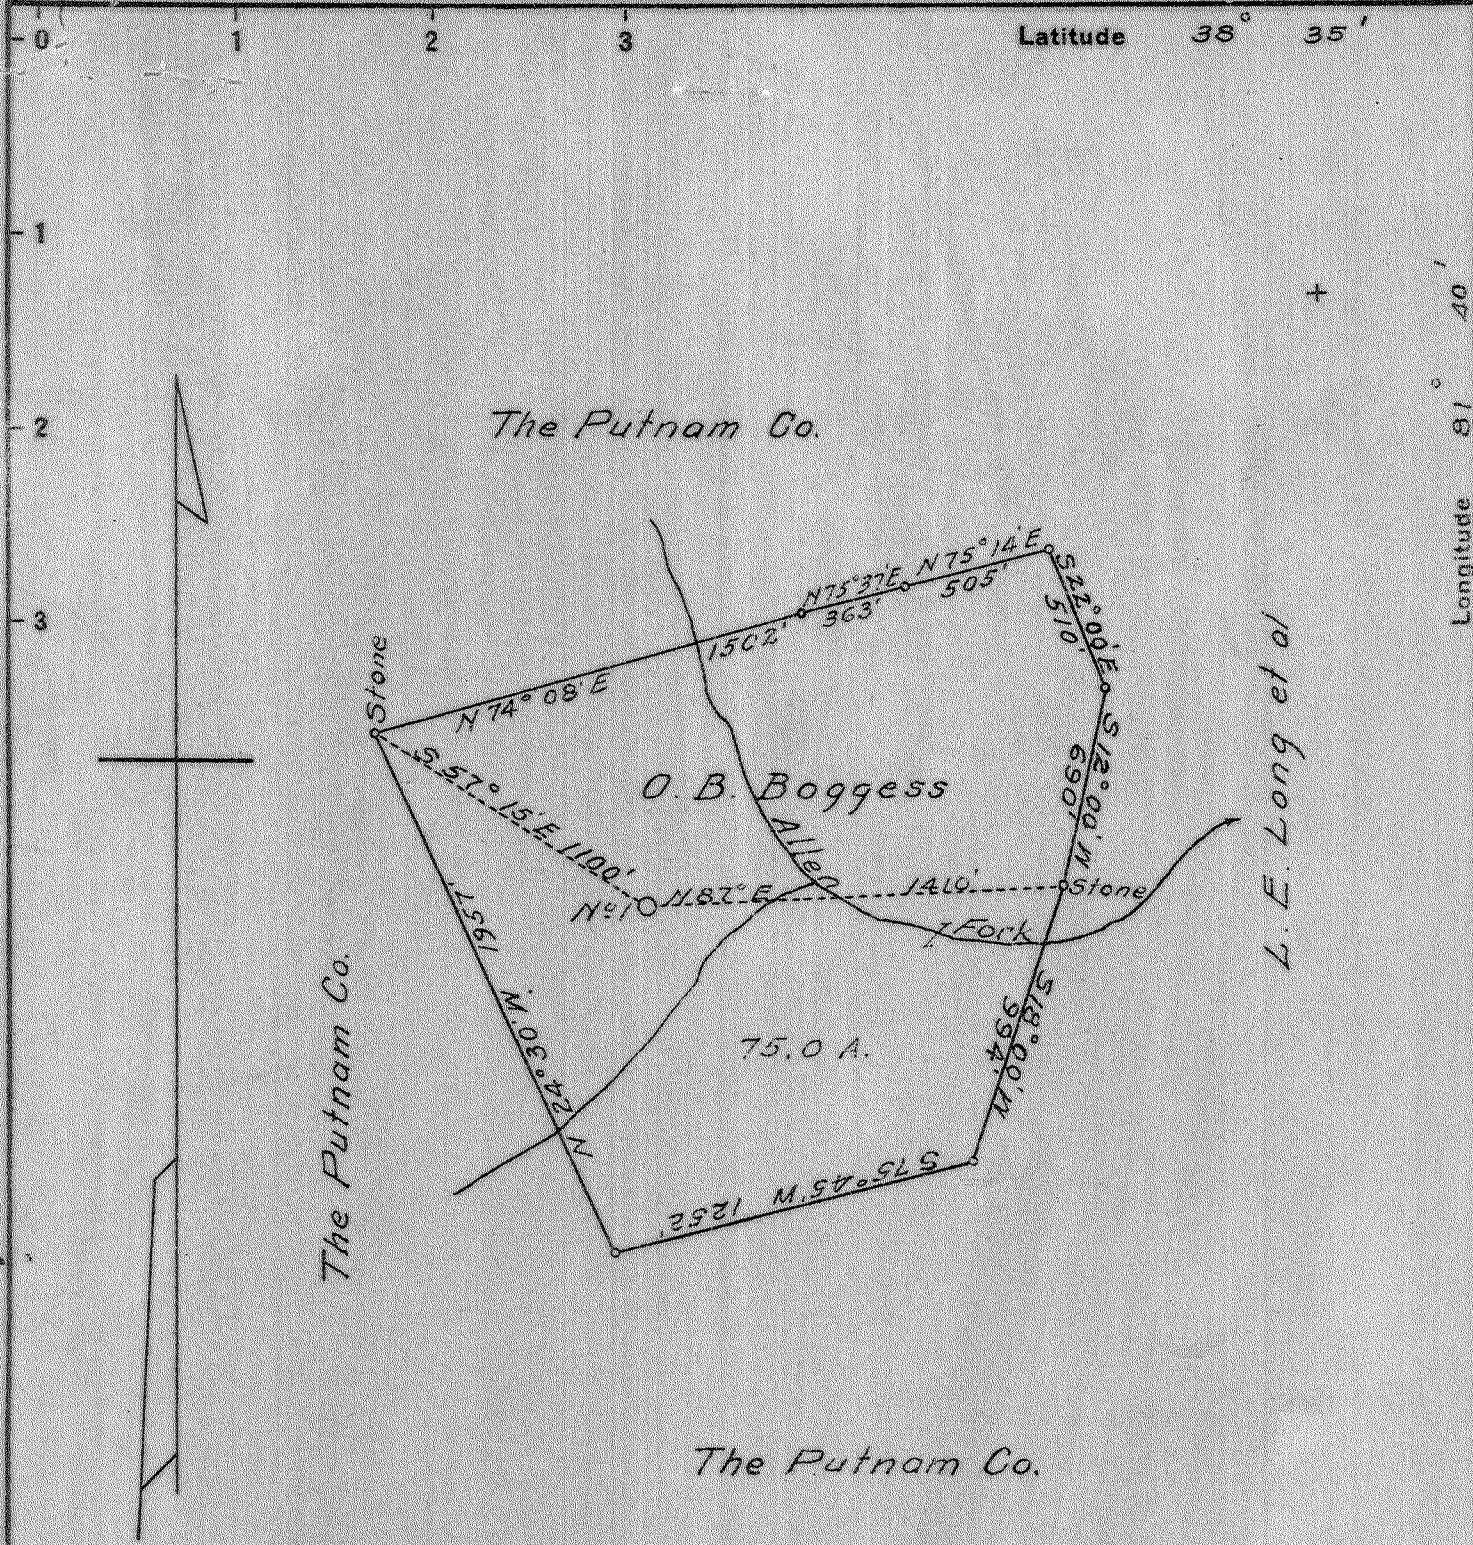 0 1 2 3 Latitude 38° 35'
1
40'
81°
Longitude
2
The Putnam Co.
3
N 75° 14' E
505'
N 75° 37' E
363'
S 22° 00' E
510'
Stone
1502'
N 74° 08' E
L. E. Long et al
S 12° 00' W
690'
S 57° 15' E 1100'
O. B. Boggess
Allen
No 1
N 82° E 1410'
Stone
Fork
1957'
N 24° 30' W.
The Putnam Co.
S 18° 00' W
994'
75.0 A.
S 75° 45' W 1252'
The Putnam Co.